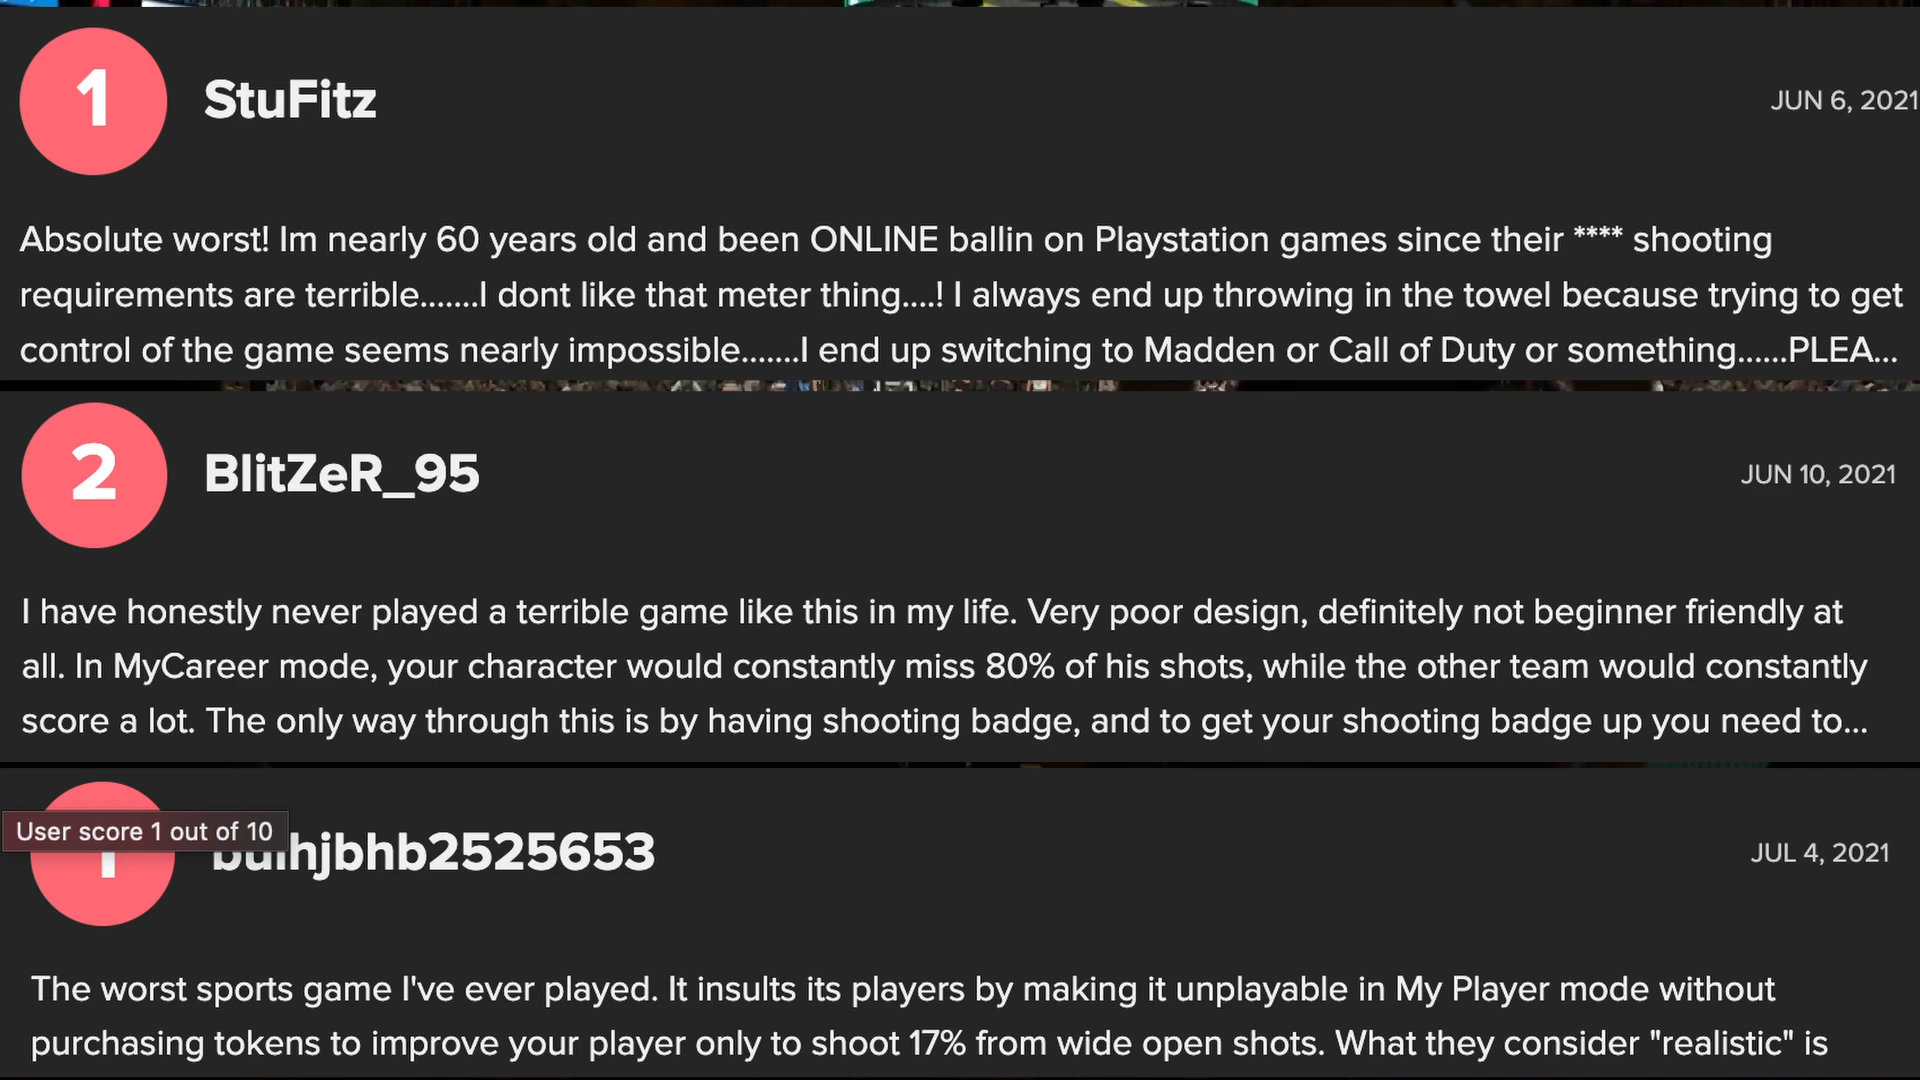 1
StuFitz
JUN 6, 2021
Absolute worst! Im nearly 60 years old and been ONLINE ballin on Playstation games since their **** shooting
requirements are terrible.......I dont like that meter thing....! I always end up throwing in the towel because trying to get
control of the game seems nearly impossible.......I end up switching to Madden or Call of Duty or something......PLEA...
2
BlitZeR_95
JUN 10, 2021
I have honestly never played a terrible game like this in my life. Very poor design, definitely not beginner friendly at
all. In MyCareer mode, your character would constantly miss 80% of his shots, while the other team would constantly
score a lot. The only way through this is by having shooting badge, and to get your shooting badge up you need to...
User score 1 out of 10
1
JUL 4, 2021
The worst sports game I've ever played. It insults its players by making it unplayable in My Player mode without
purchasing tokens to improve your player only to shoot 17% from wide open shots. What they consider "realistic" is